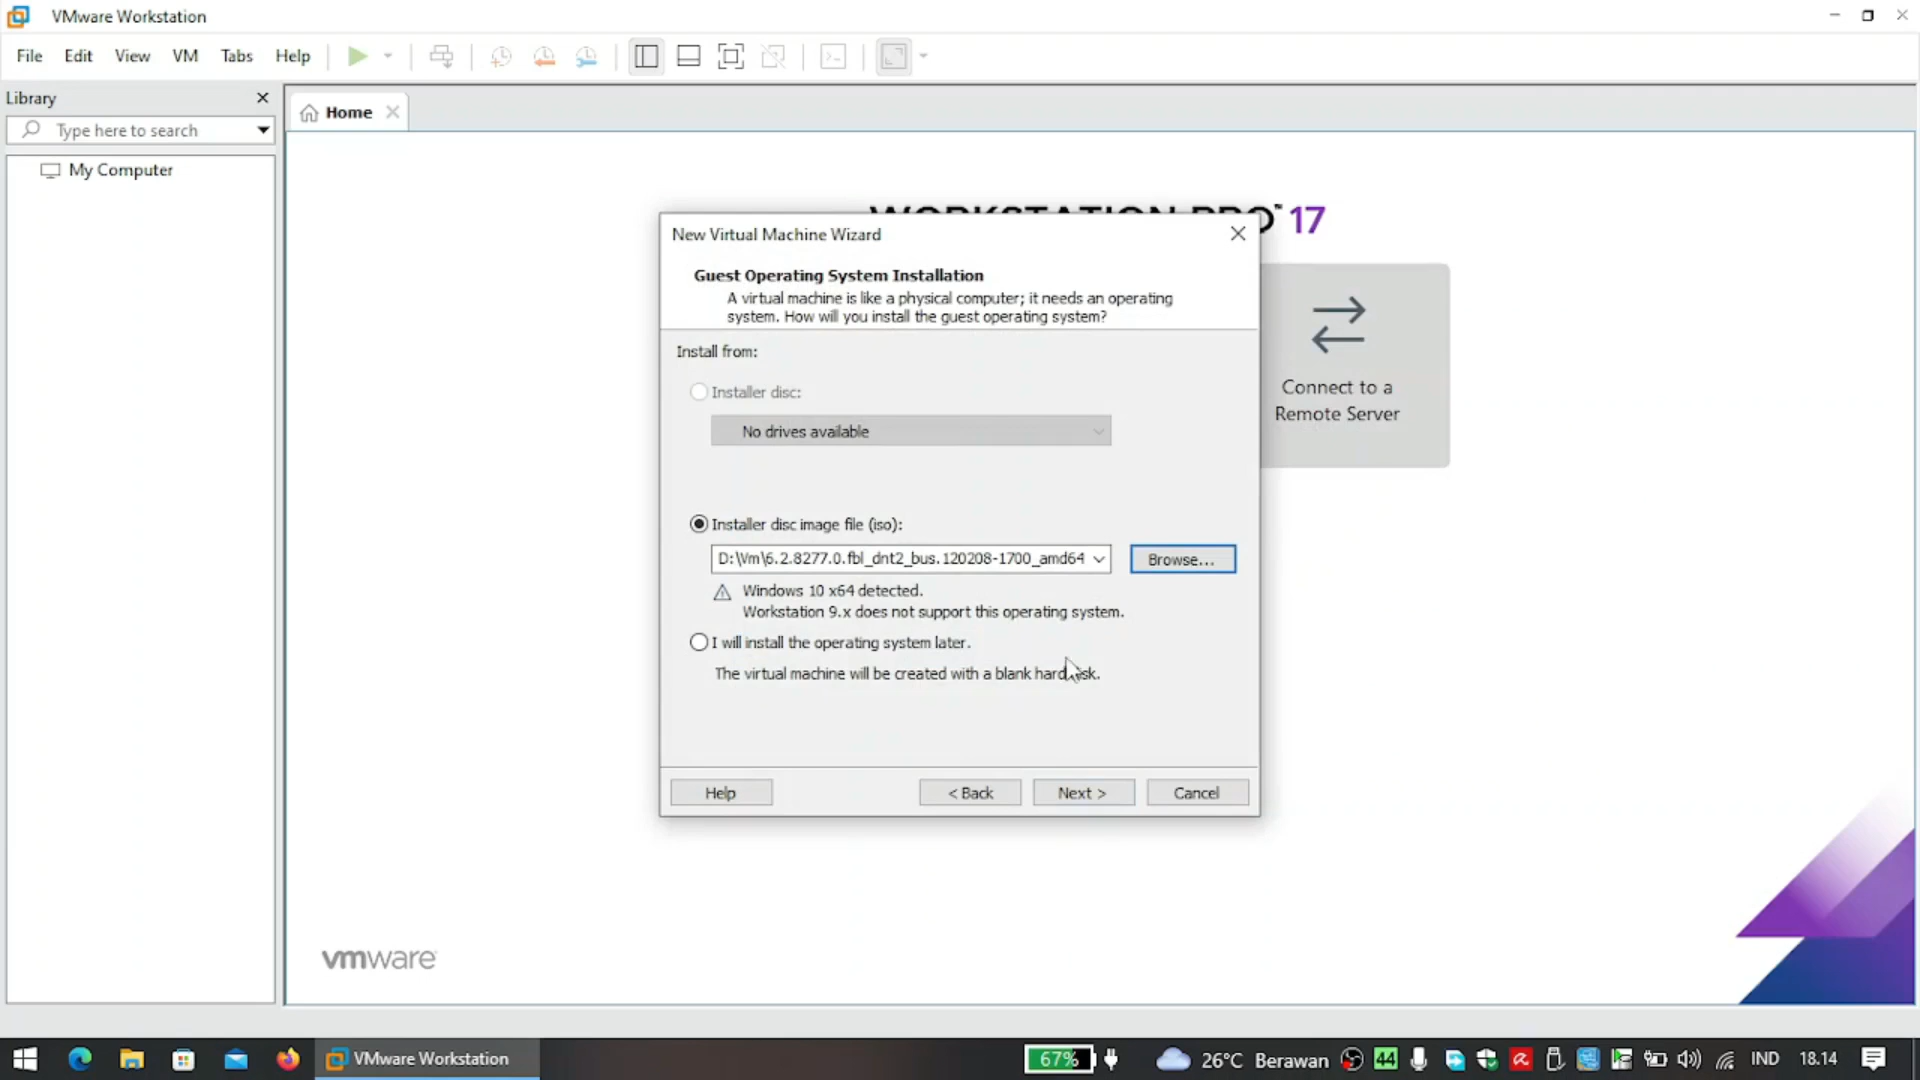 VMware Workstation
File Edit View VM Tabs Help
Library
Home
Type here to search
My Computer
WORKSTATION PRO™ 17
New Virtual Machine Wizard
Guest Operating System Installation
A virtual machine is like a physical computer; it needs an operating
system. How will you install the guest operating system?
Install from:
Installer disc:
No drives available
Connect to a
Remote Server
Installer disc image file (iso):
D:\Vm\6.2.8277.0.fbl_dnt2_bus.120208-1700_amd64
Browse...
Windows 10 x64 detected.
Workstation 9.x does not support this operating system.
I will install the operating system later.
The virtual machine will be created with a blank hard disk.
Help
< Back
Next >
Cancel
vmware
VMware Workstation
67%
26°C Berawan
44
IND
18.14